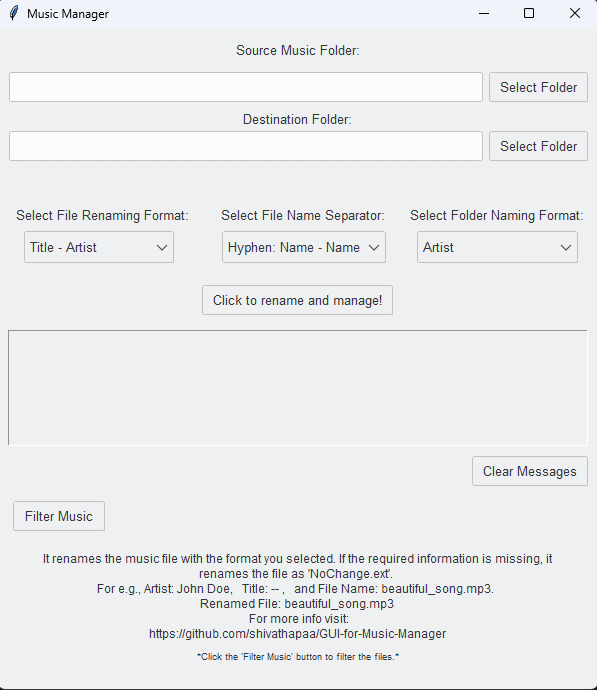 Music Manager
Source Music Folder:
Select Folder
Destination Folder:
Select Folder
Select File Renaming Format: Select File Name Separator: Select Folder Naming Format:
Title - Artist Hyphen: Name - Name Artist
Click to rename and manage!
Clear Messages
Filter Music
It renames the music file with the format you selected. If the required information is missing, it
renames the file as 'NoChange.ext'.
For e.g., Artist: John Doe,   Title: -- ,   and File Name: beautiful_song.mp3.
Renamed File: beautiful_song.mp3
For more info visit:
https://github.com/shivathapaa/GUI-for-Music-Manager
*Click the 'Filter Music' button to filter the files.*